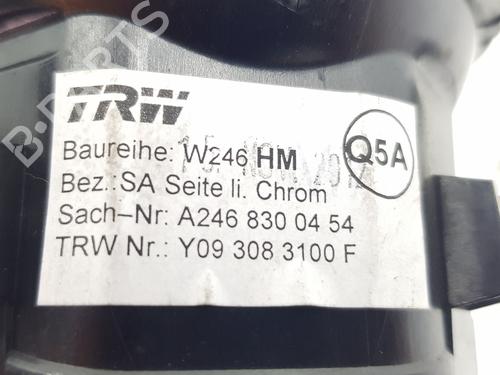 B-PARTS
TRW
Baureihe: W246 HM
Q5A
Bez.:SA Seite li. Chrom
Sach–Nr: A246 830 04 54
TRW Nr.: Y09 308 3100 F